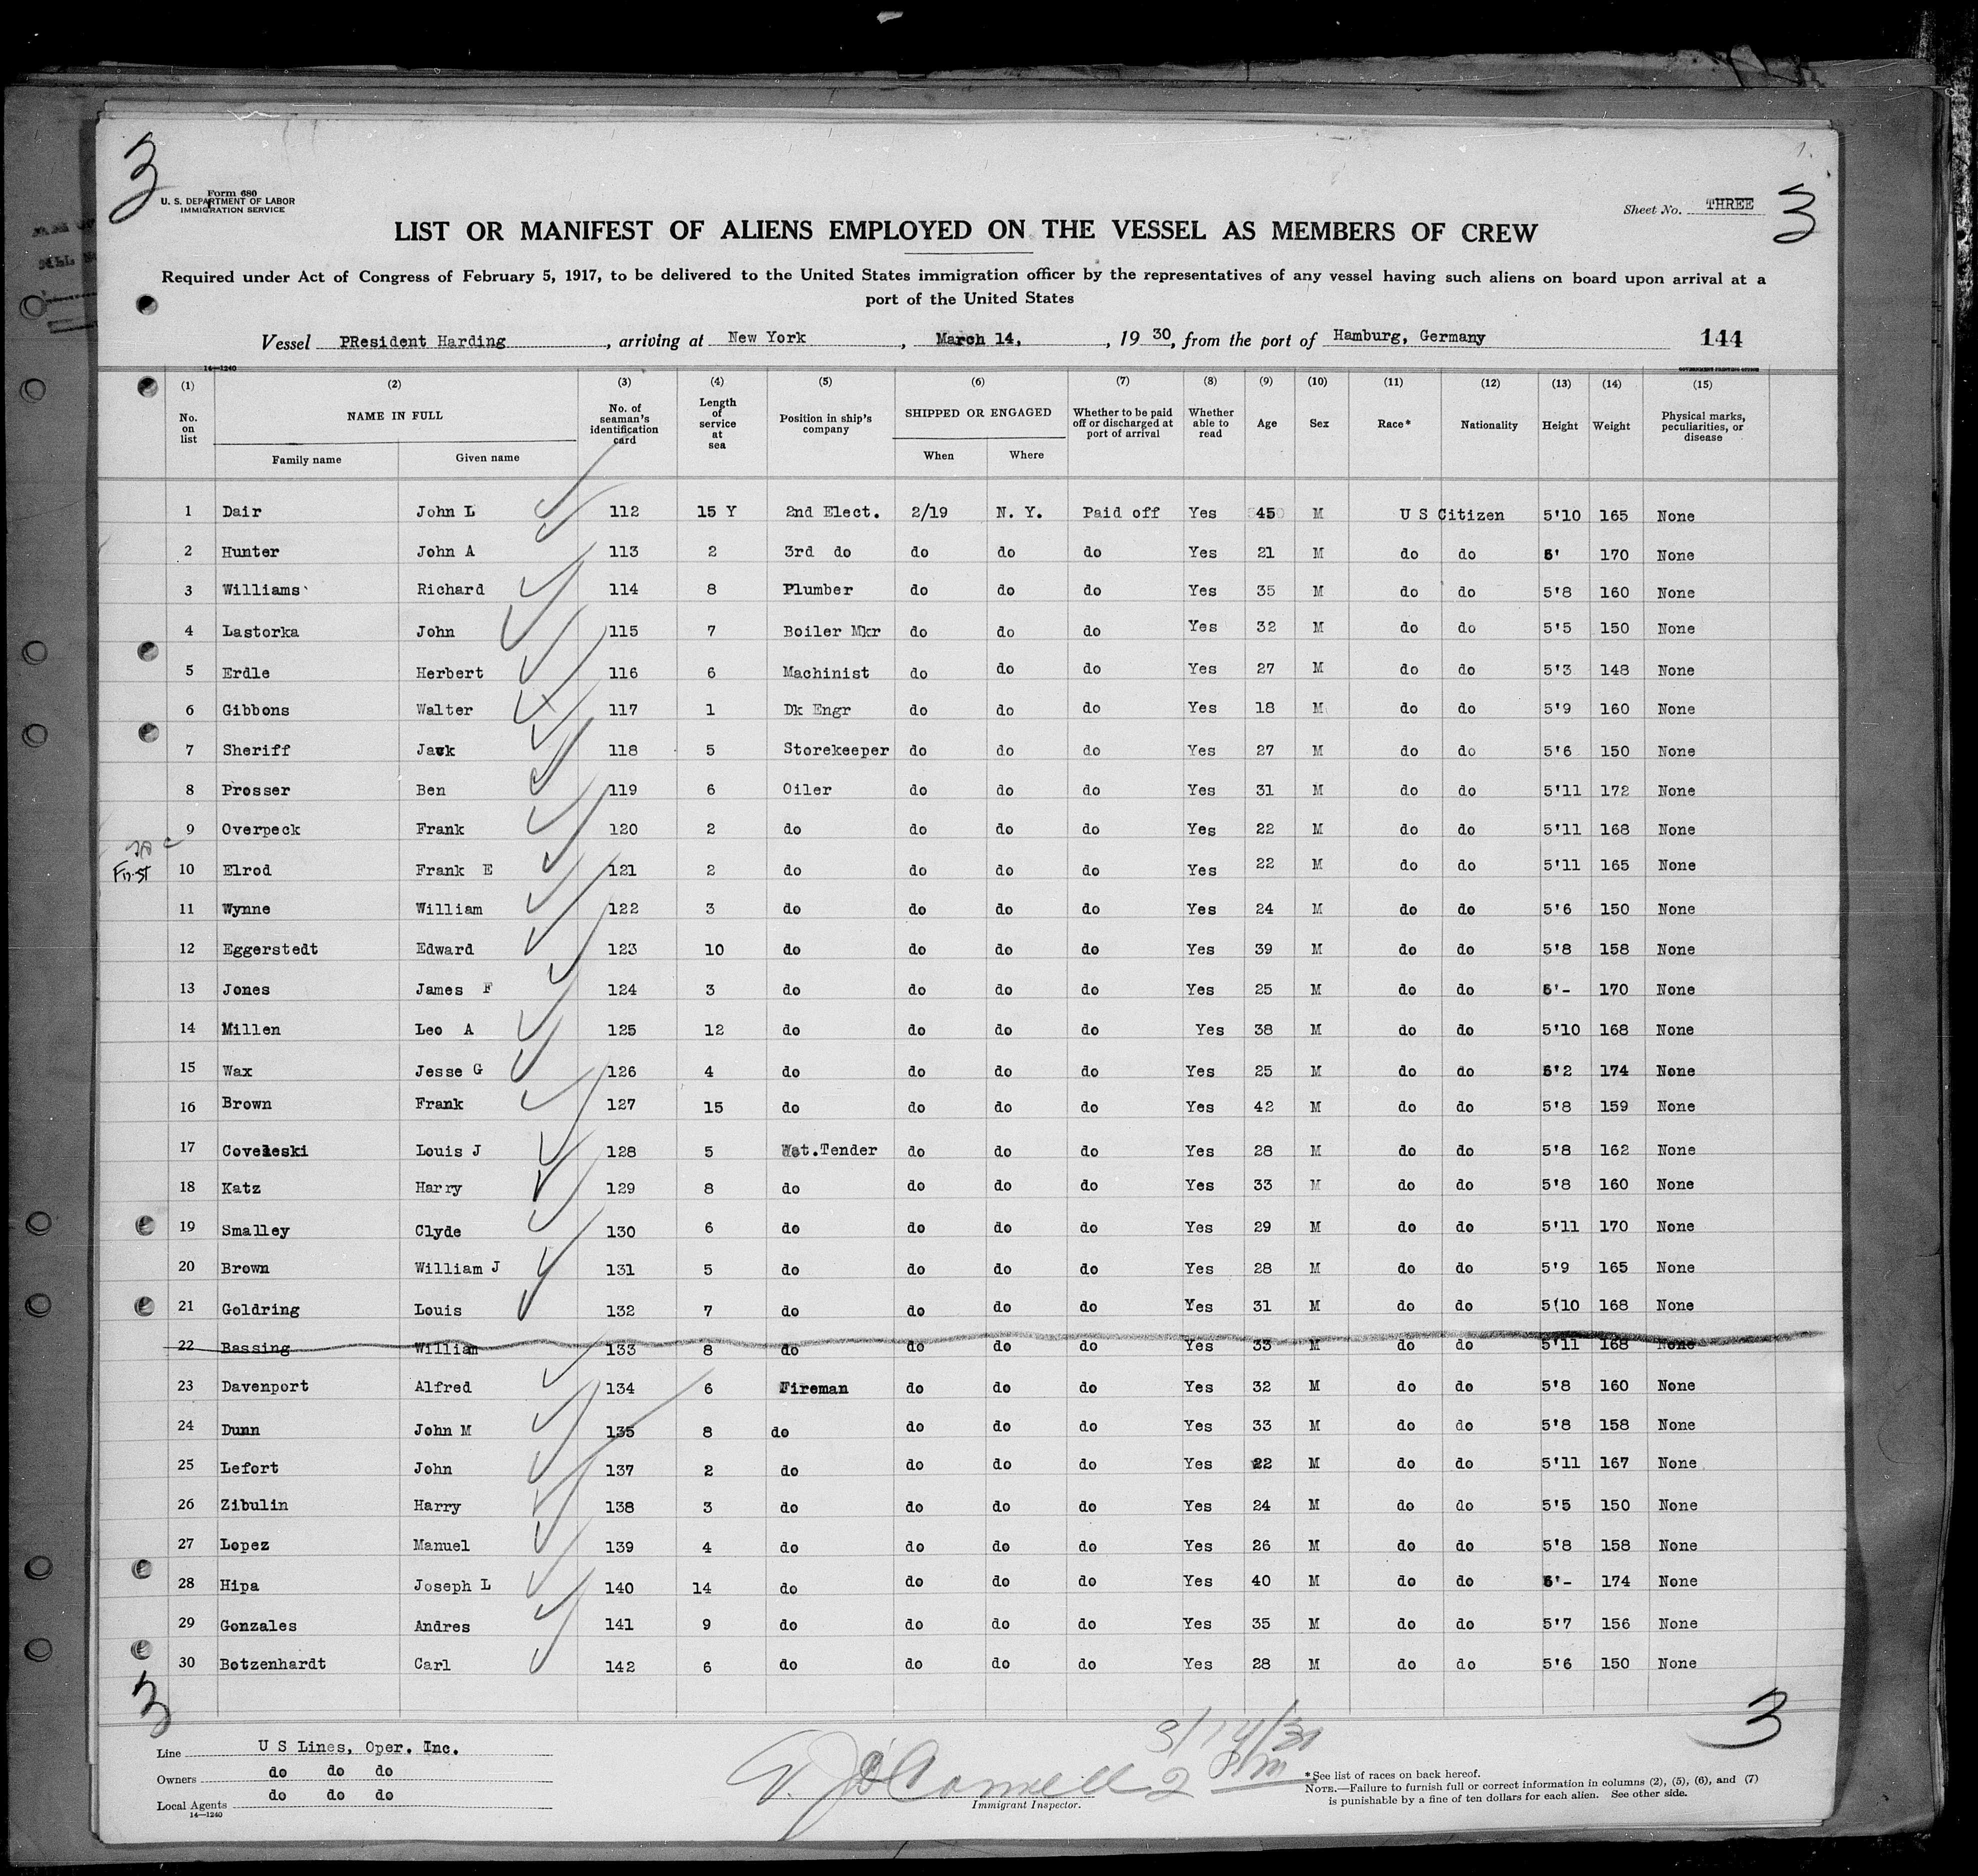 3
Form 680
U. S. DEPARTMENT OF LABOR
IMMIGRATION SERVICE
Sheet No. THREE
3
LIST OR MANIFEST OF ALIENS EMPLOYED ON THE VESSEL AS MEMBERS OF CREW
Required under Act of Congress of February 5, 1917, to be delivered to the United States immigration officer by the representatives of any vessel having such aliens on board upon arrival at a
port of the United States
Vessel PResident Harding, arriving at New York, March 14, , 1930, from the port of Hamburg, Germany 144
14—1240 GOVERNMENT PRINTING OFFICE
(1) (2) (3) (4) (5) (6) (7) (8) (9) (10) (11) (12) (13) (14) (15)
No. on list NAME IN FULL Family name Given name No. of seaman's identification card Length of service at sea Position in ship's company SHIPPED OR ENGAGED When Where Whether to be paid off or discharged at port of arrival Whether able to read Age Sex Race* Nationality Height Weight Physical marks, peculiarities, or disease
1 Dair John L 112 15 Y 2nd Elect. 2/19 N. Y. Paid off Yes 45 M U S Citizen 5'10 165 None
2 Hunter John A 113 2 3rd do do do do Yes 21 M do do 6' 170 None
3 Williams Richard 114 8 Plumber do do do Yes 35 M do do 5'8 160 None
4 Lastorka John 115 7 Boiler Mkr do do do Yes 32 M do do 5'5 150 None
5 Erdle Herbert 116 6 Machinist do do do Yes 27 M do do 5'3 148 None
6 Gibbons Walter 117 1 Dk Engr do do do Yes 18 M do do 5'9 160 None
7 Sheriff Jack 118 5 Storekeeper do do do Yes 27 M do do 5'6 150 None
8 Prosser Ben 119 6 Oiler do do do Yes 31 M do do 5'11 172 None
9 Overpeck Frank 120 2 do do do do Yes 22 M do do 5'11 168 None
First
10 Elrod Frank E 121 2 do do do do Yes 22 M do do 5'11 165 None
11 Wynne William 122 3 do do do do Yes 24 M do do 5'6 150 None
12 Eggerstedt Edward 123 10 do do do do Yes 39 M do do 5'8 158 None
13 Jones James F 124 3 do do do do Yes 25 M do do 6'- 170 None
14 Millen Leo A 125 12 do do do do Yes 38 M do do 5'10 168 None
15 Wax Jesse G 126 4 do do do do Yes 25 M do do 6'2 174 None
16 Brown Frank 127 15 do do do do Yes 42 M do do 5'8 159 None
17 Coveleski Louis J 128 5 Wat.Tender do do do Yes 28 M do do 5'8 162 None
18 Katz Harry 129 8 do do do do Yes 33 M do do 5'8 160 None
19 Smalley Clyde 130 6 do do do do Yes 29 M do do 5'11 170 None
20 Brown William J 131 5 do do do do Yes 28 M do do 5'9 165 None
21 Goldring Louis 132 7 do do do do Yes 31 M do do 5(10 168 None
22 Bassing William 133 8 do do do do Yes 33 M do do 5'11 168 None
23 Davenport Alfred 134 6 Fireman do do do Yes 32 M do do 5'8 160 None
24 Dunn John M 135 8 do do do do Yes 33 M do do 5'8 158 None
25 Lefort John 137 2 do do do do Yes 22 M do do 5'11 167 None
26 Zibulin Harry 138 3 do do do do Yes 24 M do do 5'5 150 None
27 Lopez Manuel 139 4 do do do do Yes 26 M do do 5'8 158 None
28 Hipa Joseph L 140 14 do do do do Yes 40 M do do 6'- 174 None
29 Gonzales Andres 141 9 do do do do Yes 35 M do do 5'7 156 None
30 Botzenhardt Carl 142 6 do do do do Yes 28 M do do 5'6 150 None
3
3
Line U S Lines, Oper. Inc.
Owners do do do
Local Agents do do do
14—1240
3/14/30
2 PM
Immigrant Inspector.
*See list of races on back hereof.
NOTE.—Failure to furnish full or correct information in columns (2), (5), (6), and (7)
is punishable by a fine of ten dollars for each alien. See other side.